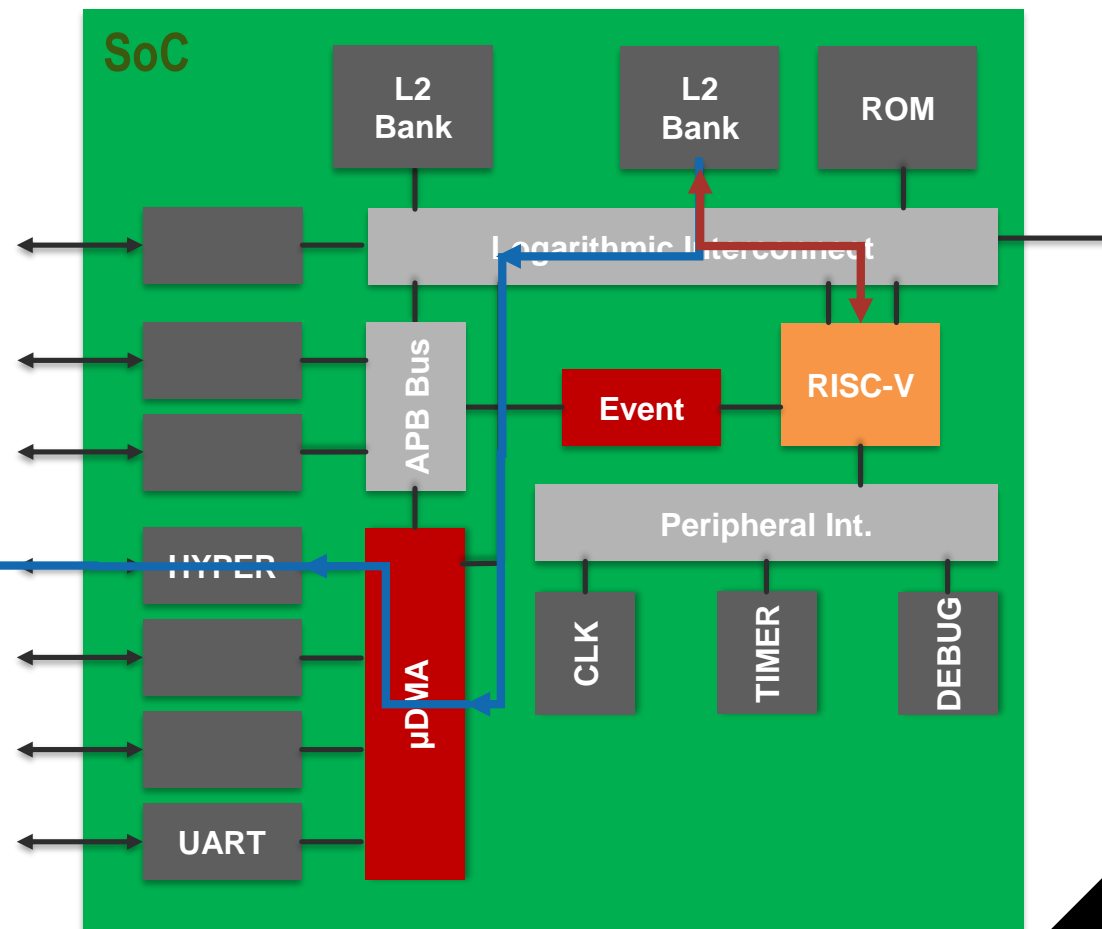 SoC
L2
Bank
L2
Bank
ROM
Logarithmic Interconnect
APB Bus
Event
RISC-V
Peripheral Int.
HYPER
CLK
TIMER
DEBUG
µDMA
UART